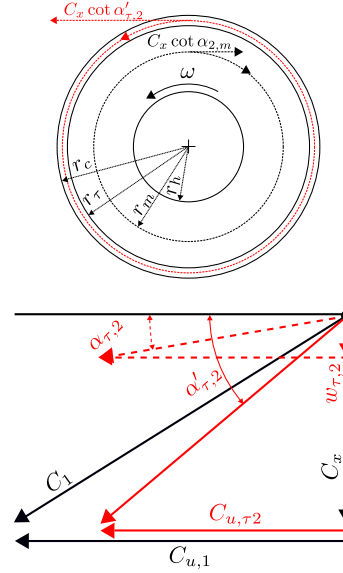 C_x cot α′_{τ,2}
C_x cot α_{2,m}
ω
r_c
r_τ
r_m
r_h
α_{τ,2}
α′_{τ,2}
w_{τ,2}
C_1
C_x
C_{u,τ2}
C_{u,1}